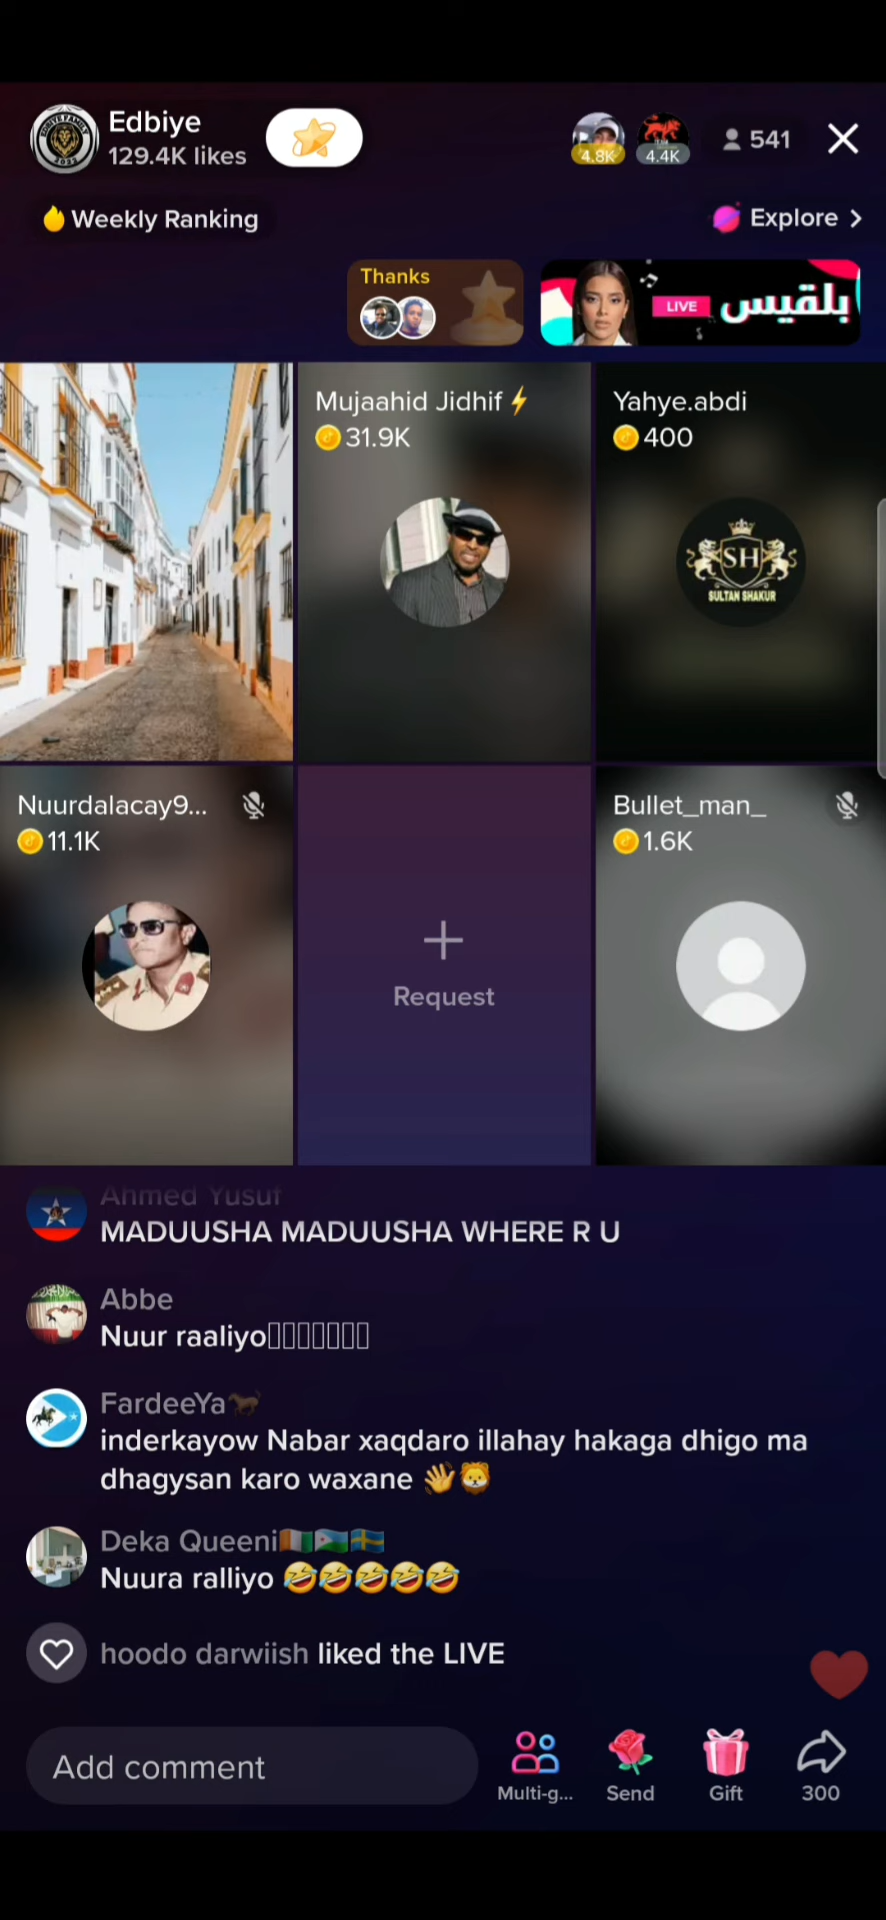 Edbiye
129.4K likes
4.8K
4.4K
541
Weekly Ranking
Explore
Thanks
LIVE بلقيس
Mujaahid Jidhif
31.9K
Yahye.abdi
400
SH
SULTAN SHAKUR
Nuurdalacay9...
11.1K
Request
Bullet_man_
1.6K
Ahmed Yusuf
MADUUSHA MADUUSHA WHERE R U
Abbe
Nuur raaliyo
FardeeYa
inderkayow Nabar xaqdaro illahay hakaga dhigo ma
dhagysan karo waxane 👋🦁
Deka Queeni🇮🇪🇩🇯🇸🇪
Nuura ralliyo 🤣🤣🤣🤣🤣
hoodo darwiish liked the LIVE
Add comment
Multi-g...
Send
Gift
300